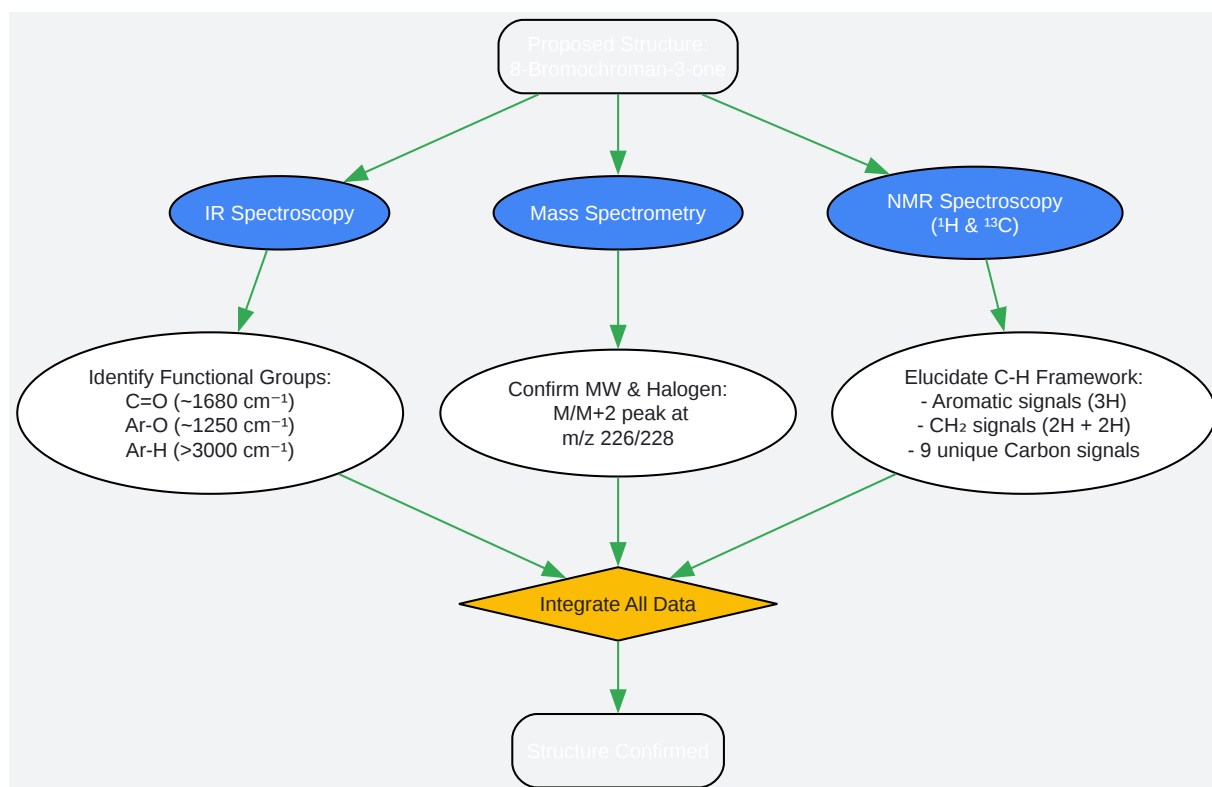 Proposed Structure:
8-Bromochroman-3-one
IR Spectroscopy
Mass Spectrometry
NMR Spectroscopy
(¹H & ¹³C)
Identify Functional Groups:
C=O (~1680 cm⁻¹)
Ar-O (~1250 cm⁻¹)
Ar-H (>3000 cm⁻¹)
Confirm MW & Halogen:
M/M+2 peak at
m/z 226/228
Elucidate C-H Framework:
- Aromatic signals (3H)
- CH₂ signals (2H + 2H)
- 9 unique Carbon signals
Integrate All Data
Structure Confirmed